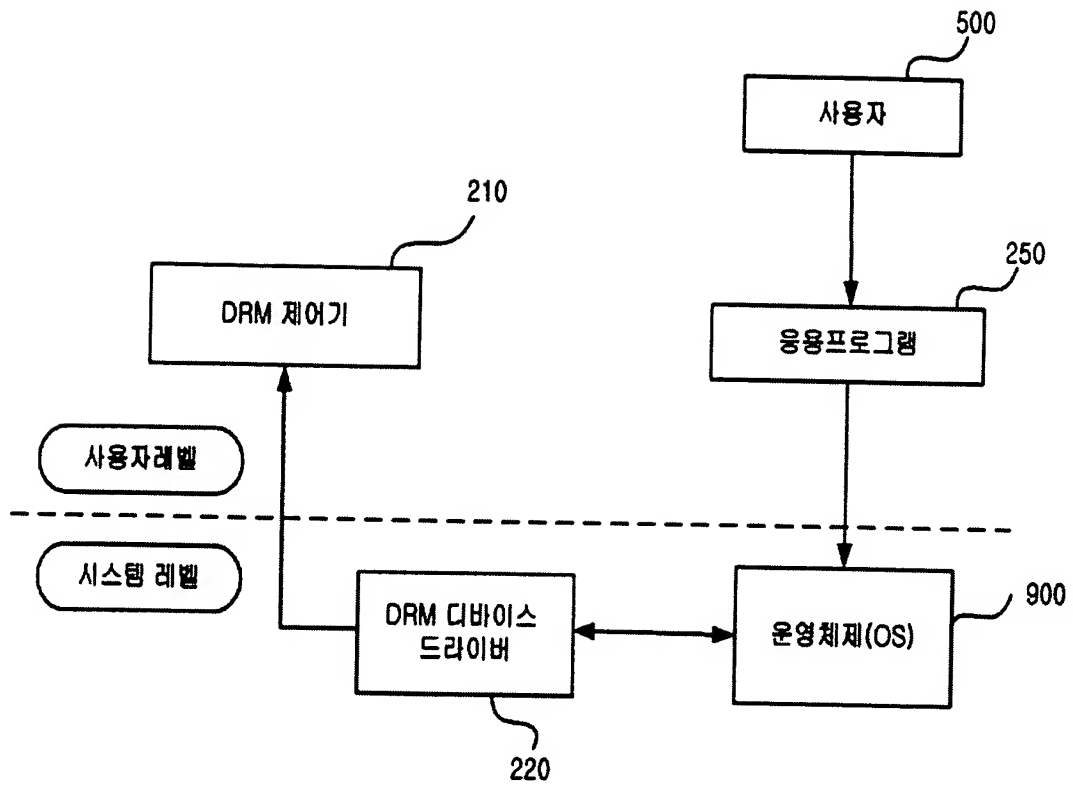 500
사용자
210
250
DRM 제어기
응용프로그램
사용자레벨
시스템 레벨
DRM 디바이스
드라이버
운영체제(OS)
900
220